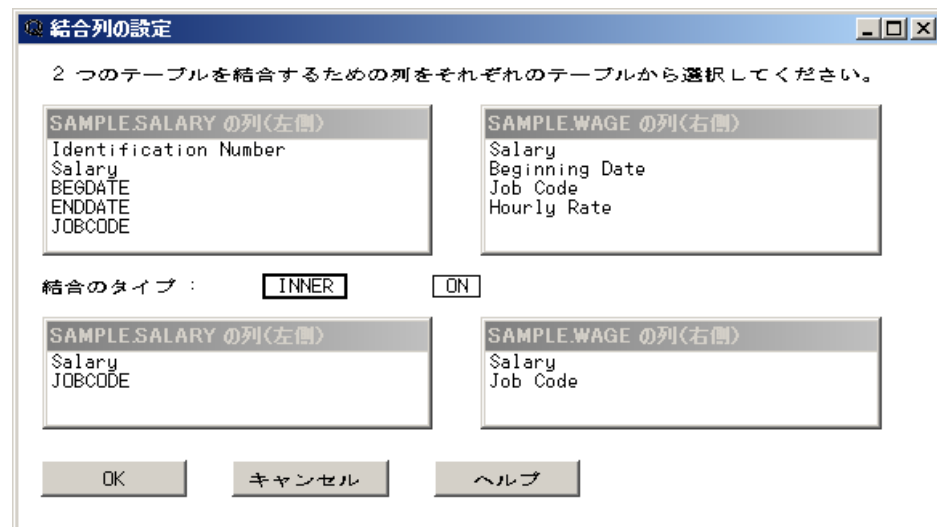 結合列の設定
2 つのテーブルを結合するための列をそれぞれのテーブルから選択してください。
SAMPLE.SALARY の列(左側)
Identification Number
Salary
BEGDATE
ENDDATE
JOBCODE
SAMPLE.WAGE の列(右側)
Salary
Beginning Date
Job Code
Hourly Rate
結合のタイプ : INNER ON
SAMPLE.SALARY の列(左側)
Salary
JOBCODE
SAMPLE.WAGE の列(右側)
Salary
Job Code
OK キャンセル ヘルプ